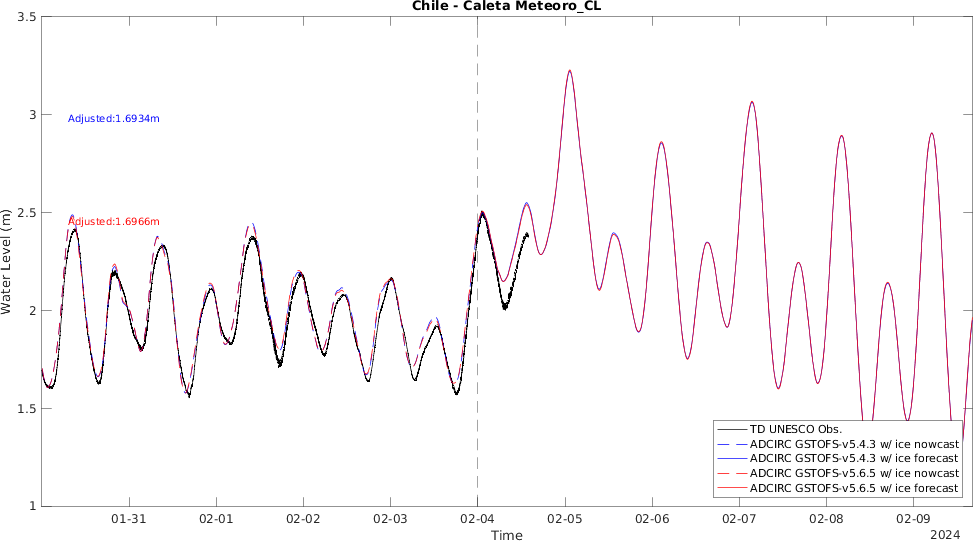 Chile - Caleta Meteoro_CL
3.5
3
2.5
2
1.5
1
Water Level (m)
Adjusted:1.6934m
Adjusted:1.6966m
TD UNESCO Obs.
ADCIRC GSTOFS-v5.4.3 w/ ice nowcast
ADCIRC GSTOFS-v5.4.3 w/ ice forecast
ADCIRC GSTOFS-v5.6.5 w/ ice nowcast
ADCIRC GSTOFS-v5.6.5 w/ ice forecast
01-31 02-01 02-02 02-03 02-04 02-05 02-06 02-07 02-08 02-09
Time
2024